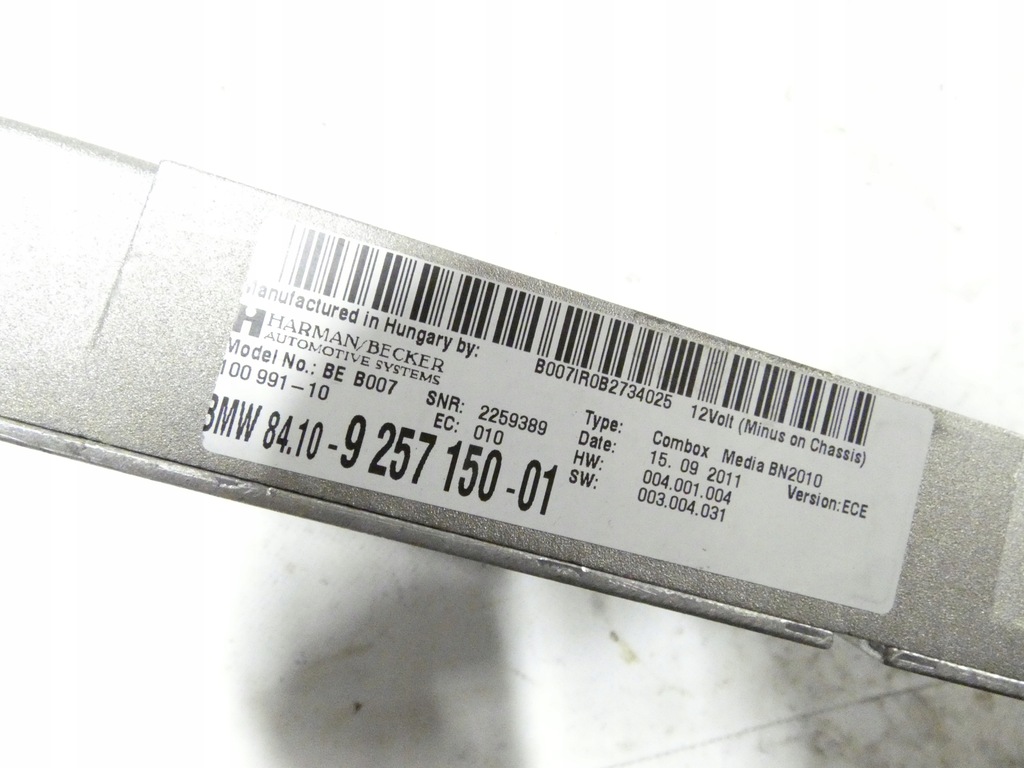 B007IR0B2734025 12Volt (Minus on Chassis)
Manufactured in Hungary by:
HARMAN/BECKER
AUTOMOTIVE SYSTEMS
Model No.: BE B007
100 991-10
SNR: 2259389
EC: 010
BMW 84.10-9 257 150-01
Type: Combox Media BN2010
Date: 15. 09 2011 Version:ECE
HW: 004.001.004
SW: 003.004.031